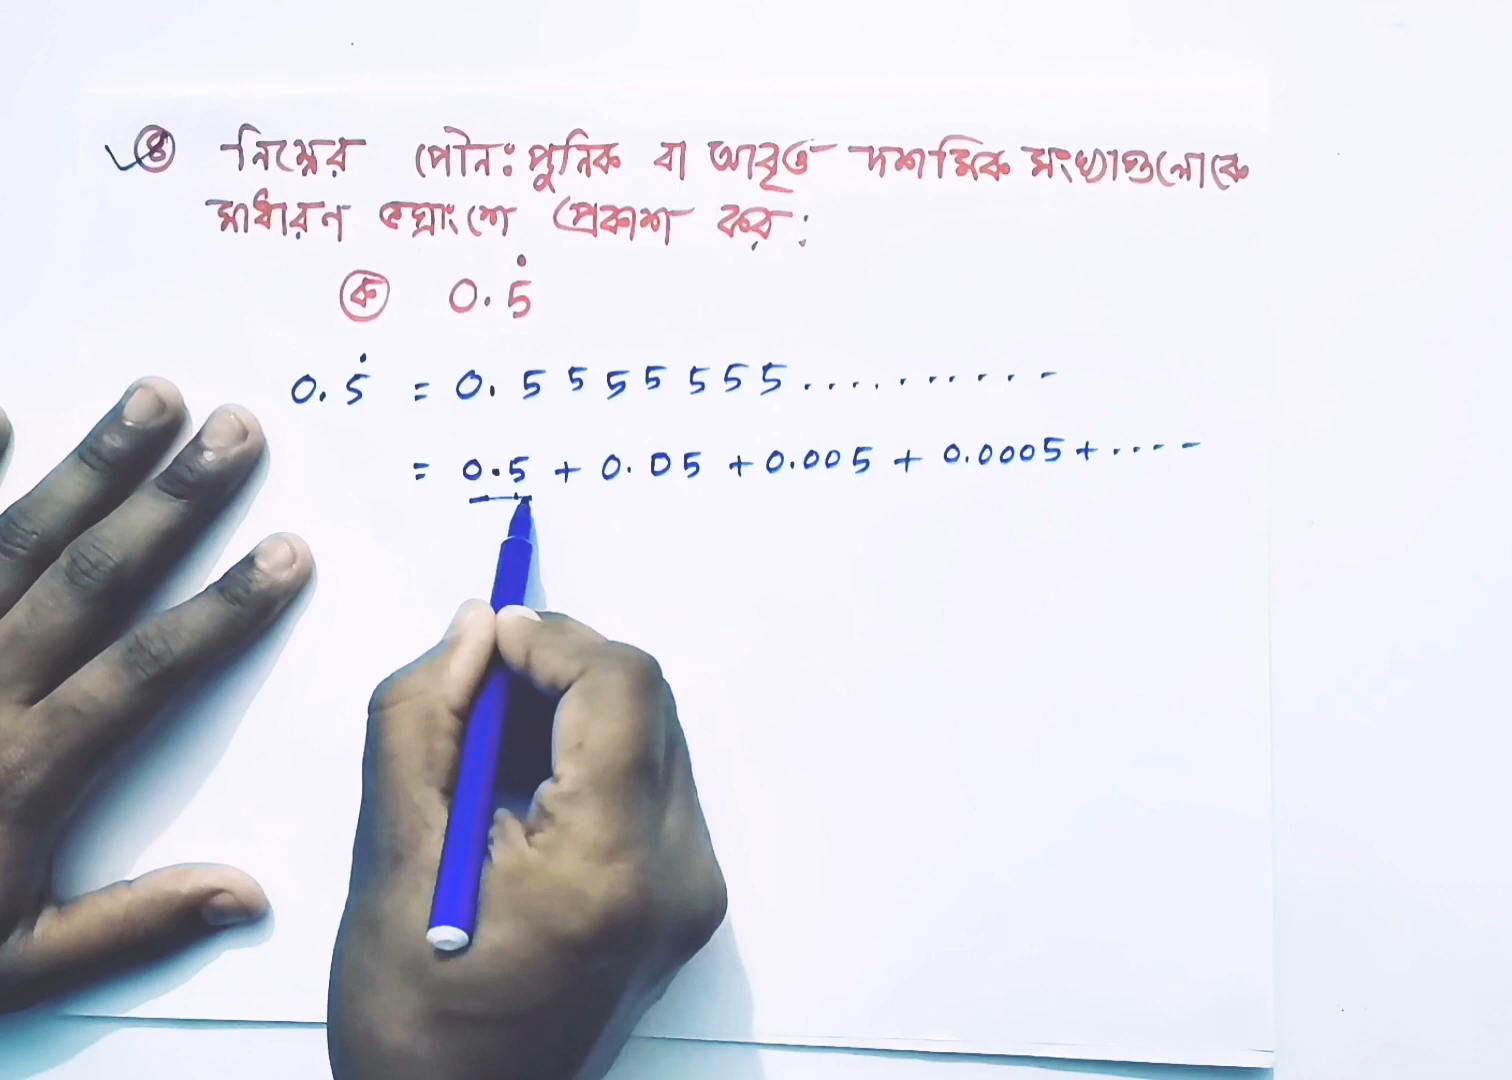 ৪ নিম্নের পৌনঃপুনিক বা আবৃত্ত দশমিক সংখ্যাগুলোকে
সাধারণ ভগ্নাংশে প্রকাশ কর:
ক 0.5̇
0.5̇ = 0.5555555..........-
= 0.5 + 0.05 + 0.005 + 0.0005 + ....-